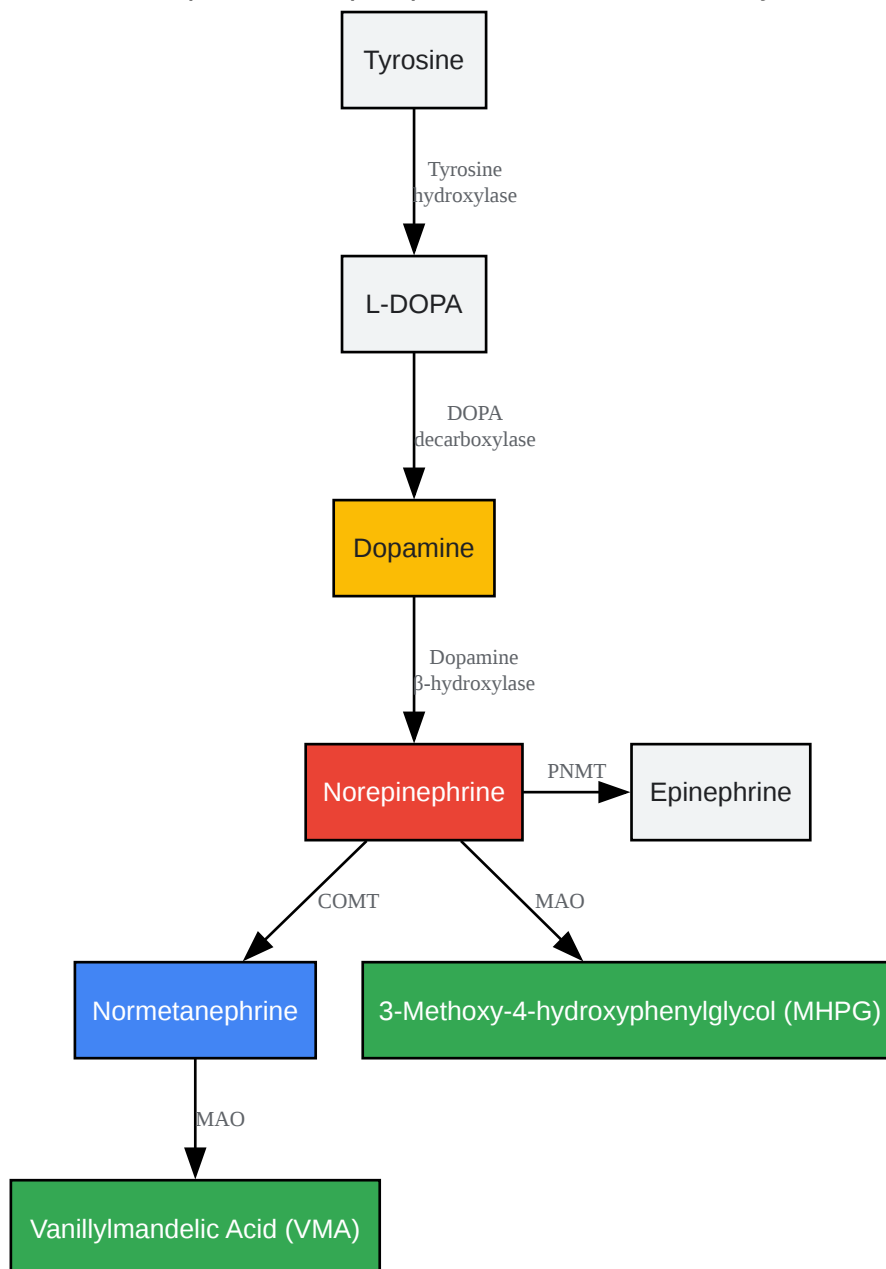 Tyrosine
Tyrosine
hydroxylase
L-DOPA
DOPA
decarboxylase
Dopamine
Dopamine
β-hydroxylase
Norepinephrine
PNMT
Epinephrine
COMT
MAO
Normetanephrine
3-Methoxy-4-hydroxyphenylglycol (MHPG)
MAO
Vanillylmandelic Acid (VMA)